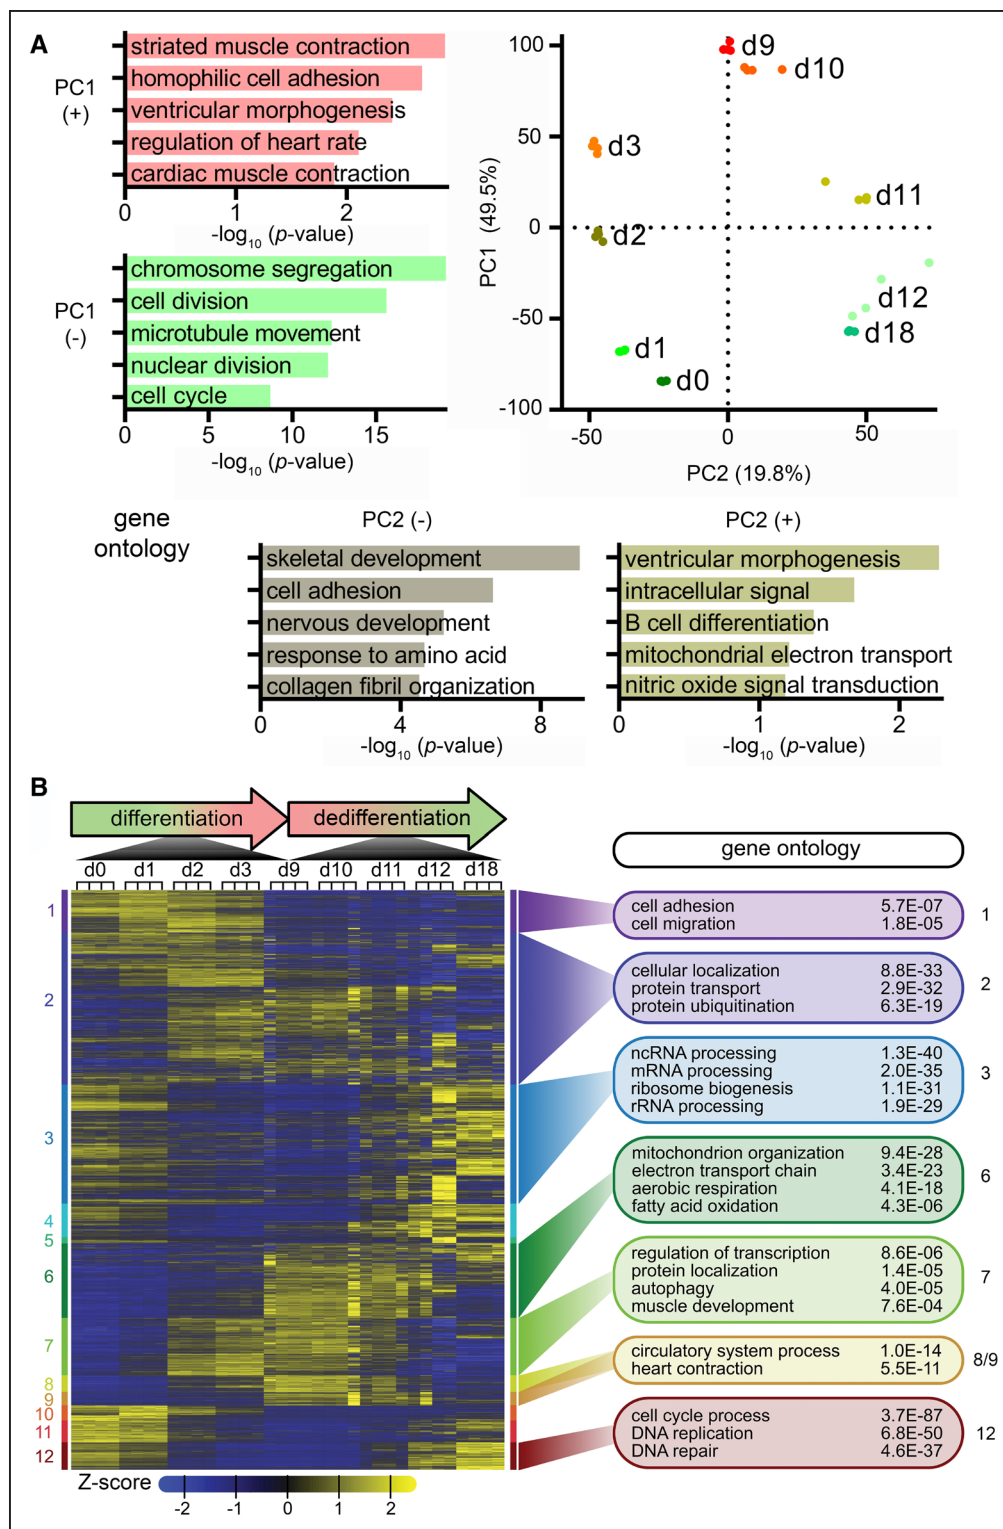 A
PC1
(+)
striated muscle contraction
homophilic cell adhesion
ventricular morphogenesis
regulation of heart rate
cardiac muscle contraction
0 1 2
-log10 (p-value)
PC1
(-)
chromosome segregation
cell division
microtubule movement
nuclear division
cell cycle
0 5 10 15
-log10 (p-value)
PC1 (49.5%)
100
50
0
-50
-100
d9
d10
d3
d11
d2
d12
d18
d1
d0
-50 0 50
PC2 (19.8%)
gene
ontology
PC2 (-)
skeletal development
cell adhesion
nervous development
response to amino acid
collagen fibril organization
0 4 8
-log10 (p-value)
PC2 (+)
ventricular morphogenesis
intracellular signal
B cell differentiation
mitochondrial electron transport
nitric oxide signal transduction
0 1 2
-log10 (p-value)
B
differentiation
dedifferentiation
d0 d1 d2 d3 d9 d10 d11 d12 d18
1
2
3
4
5
6
7
8
9
10
11
12
Z-score
-2 -1 0 1 2
gene ontology
cell adhesion 5.7E-07
cell migration 1.8E-05
1
cellular localization 8.8E-33
protein transport 2.9E-32
protein ubiquitination 6.3E-19
2
ncRNA processing 1.3E-40
mRNA processing 2.0E-35
ribosome biogenesis 1.1E-31
rRNA processing 1.9E-29
3
mitochondrion organization 9.4E-28
electron transport chain 3.4E-23
aerobic respiration 4.1E-18
fatty acid oxidation 4.3E-06
6
regulation of transcription 8.6E-06
protein localization 1.4E-05
autophagy 4.0E-05
muscle development 7.6E-04
7
circulatory system process 1.0E-14
heart contraction 5.5E-11
8/9
cell cycle process 3.7E-87
DNA replication 6.8E-50
DNA repair 4.6E-37
12